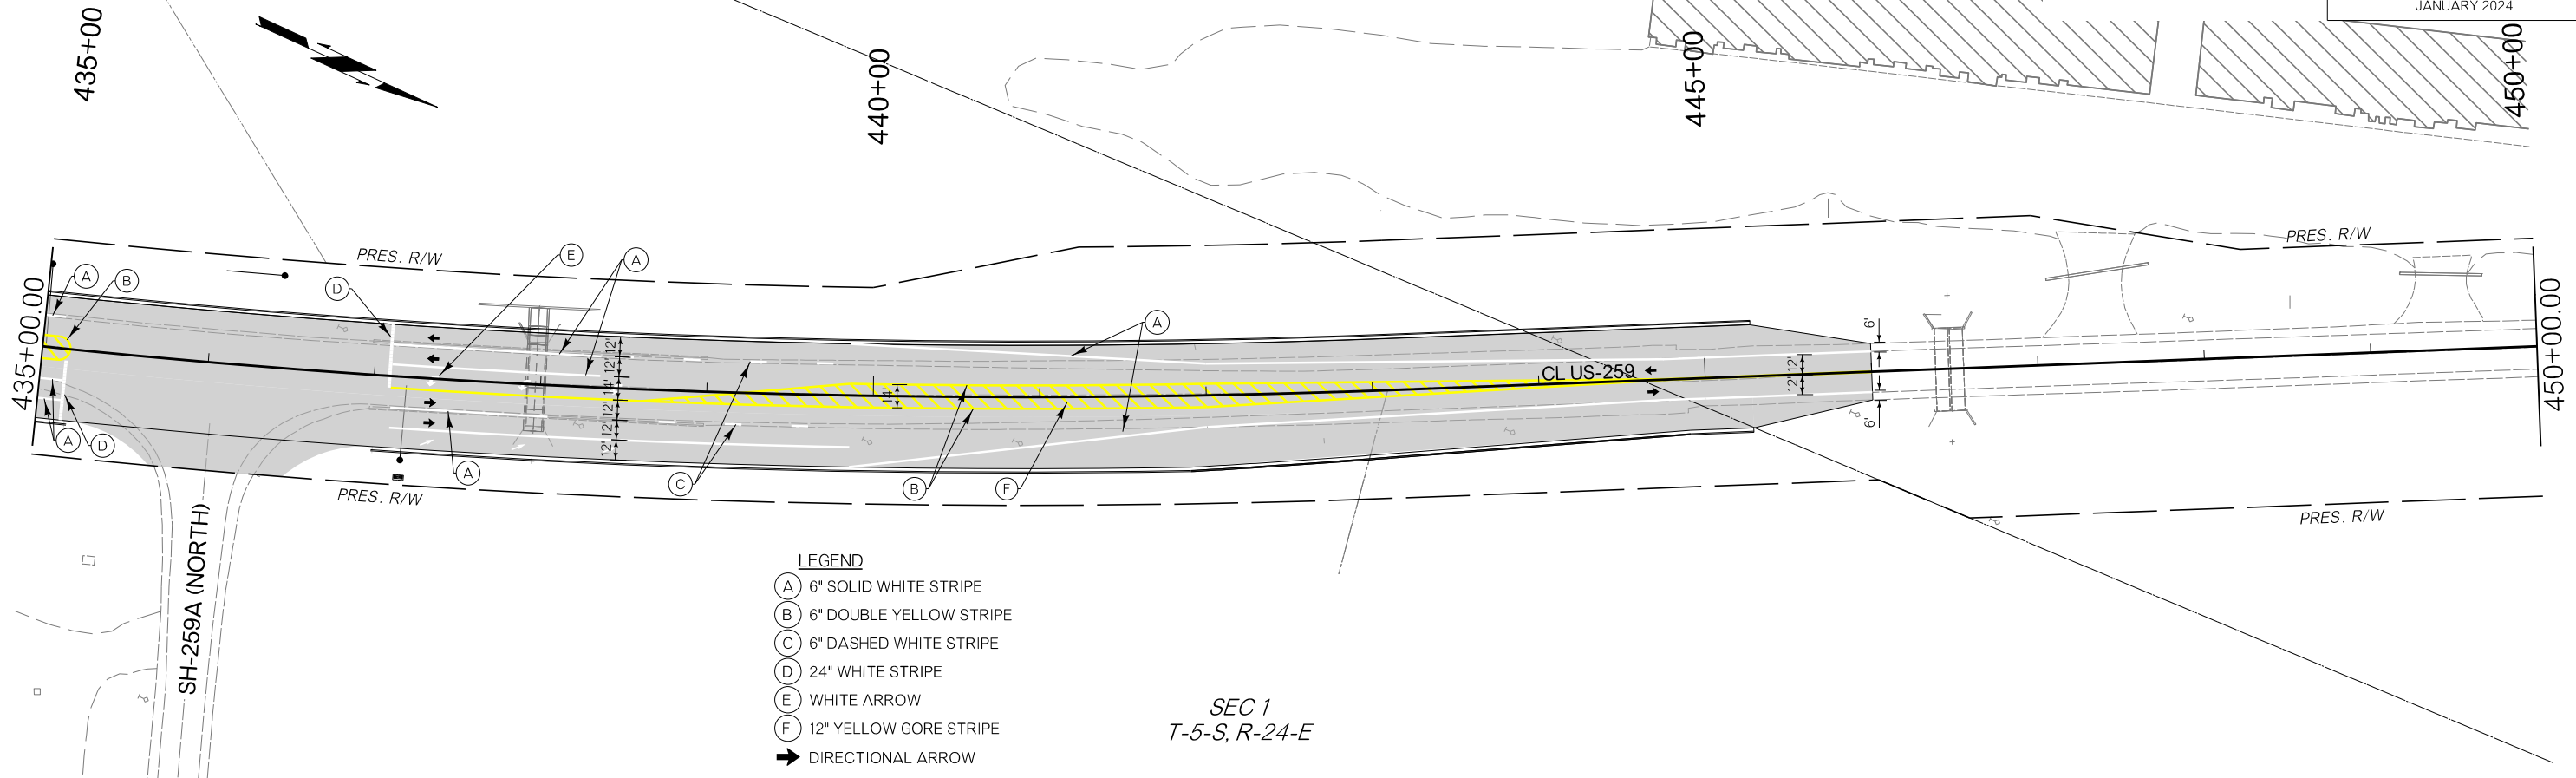 JANUARY 2024
435+00
440+00
445+00
450+00
PRES. R/W
PRES. R/W
E
A
A
B
D
A
435+00.00
450+00.00
6'
12'
12'
14'
12'
12'
12'
14'
CL US-259
12'
12'
6'
A
D
A
C
B
F
PRES. R/W
PRES. R/W
SH-259A (NORTH)
LEGEND
A 6" SOLID WHITE STRIPE
B 6" DOUBLE YELLOW STRIPE
C 6" DASHED WHITE STRIPE
D 24" WHITE STRIPE
E WHITE ARROW
F 12" YELLOW GORE STRIPE
DIRECTIONAL ARROW
SEC 1
T-5-S, R-24-E